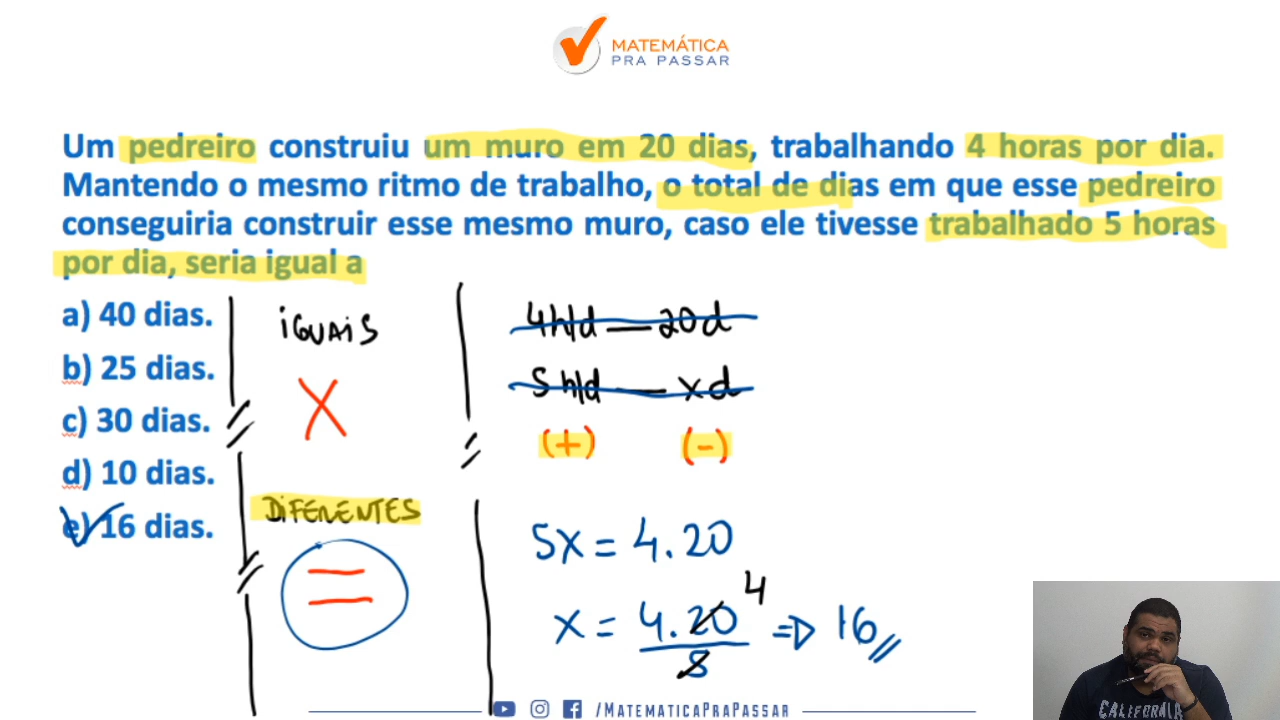 MATEMÁTICA
PRA PASSAR
Um pedreiro construiu um muro em 20 dias, trabalhando 4 horas por dia.
Mantendo o mesmo ritmo de trabalho, o total de dias em que esse pedreiro
conseguiria construir esse mesmo muro, caso ele tivesse trabalhado 5 horas
por dia, seria igual a
a) 40 dias.
b) 25 dias.
c) 30 dias.
d) 10 dias.
e) 16 dias.
IGUAIS
X
DIFERENTES
=
4h/d — 20d
5h/d — xd
(+) (-)
5x = 4.20
4
x = 4.20 => 16
5
/MATEMATICAPRAPASSAR
CALIFORNIA